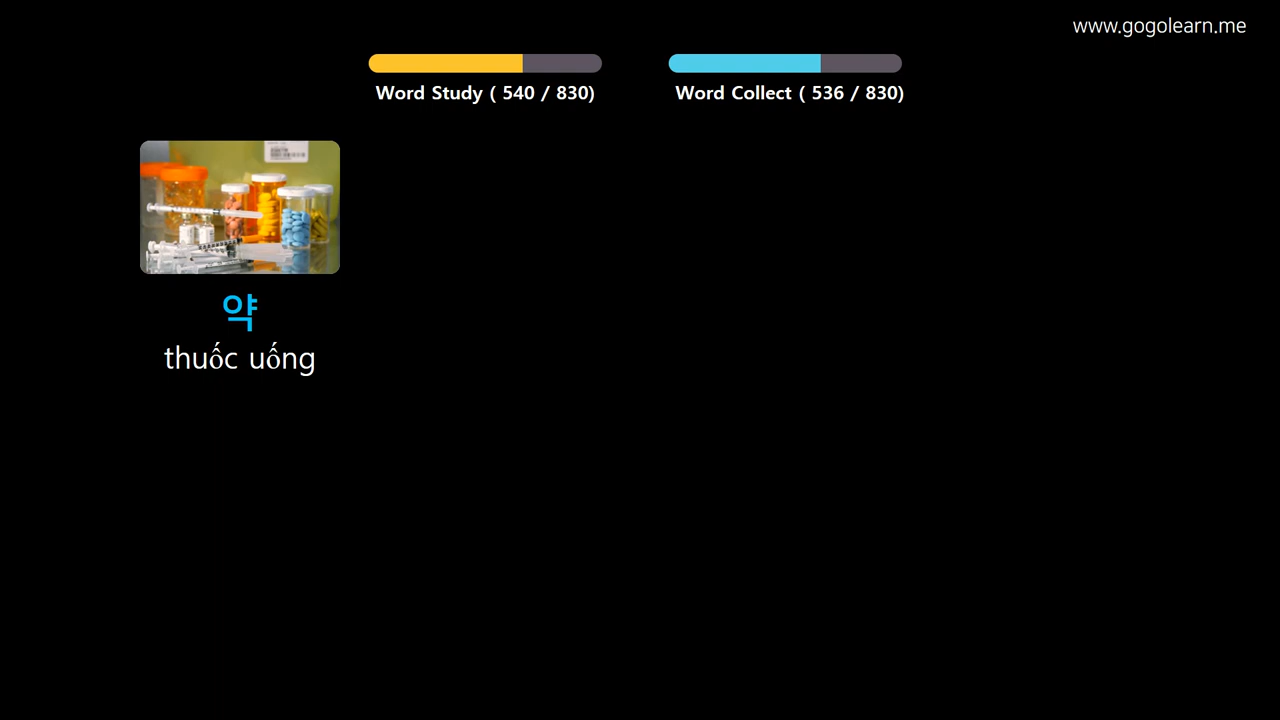 www.gogolearn.me
Word Study ( 540 / 830)
Word Collect ( 536 / 830)
약
thuốc uống